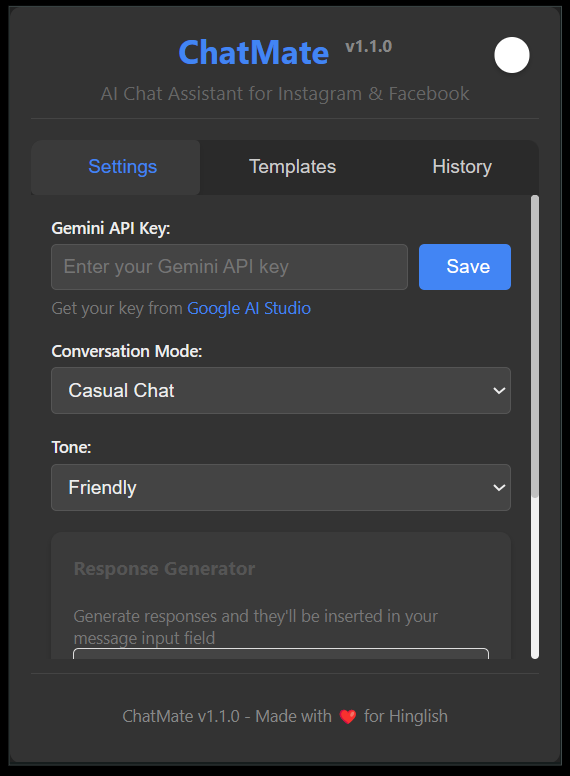 ChatMate v1.1.0
AI Chat Assistant for Instagram & Facebook
Settings Templates History
Gemini API Key:
Enter your Gemini API key Save
Get your key from Google AI Studio
Conversation Mode:
Casual Chat
Tone:
Friendly
Response Generator
Generate responses and they'll be inserted in your
message input field
ChatMate v1.1.0 - Made with ❤️ for Hinglish